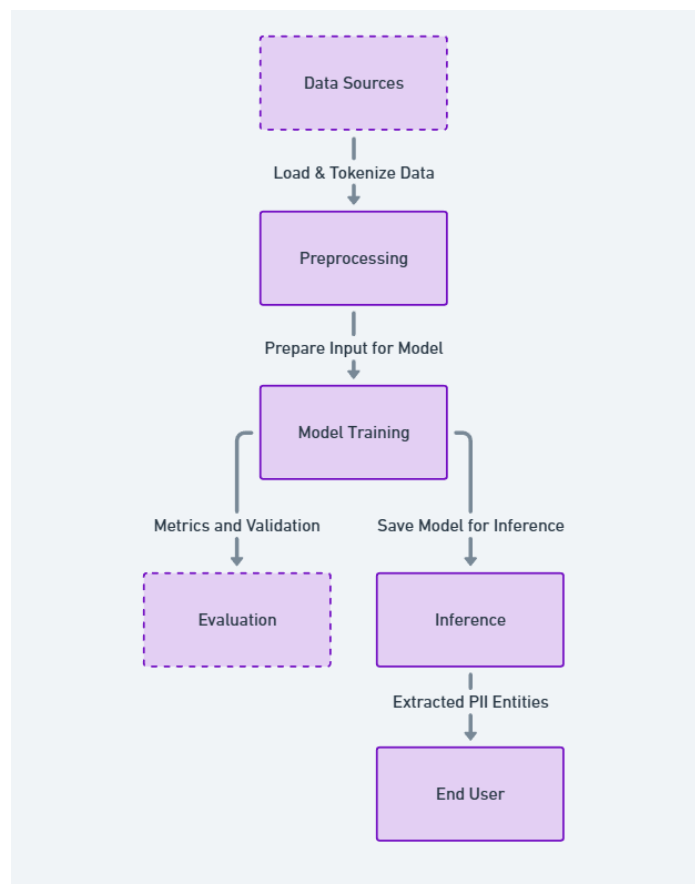 Data Sources
Load & Tokenize Data
Preprocessing
Prepare Input for Model
Model Training
Metrics and Validation
Save Model for Inference
Evaluation
Inference
Extracted PII Entities
End User